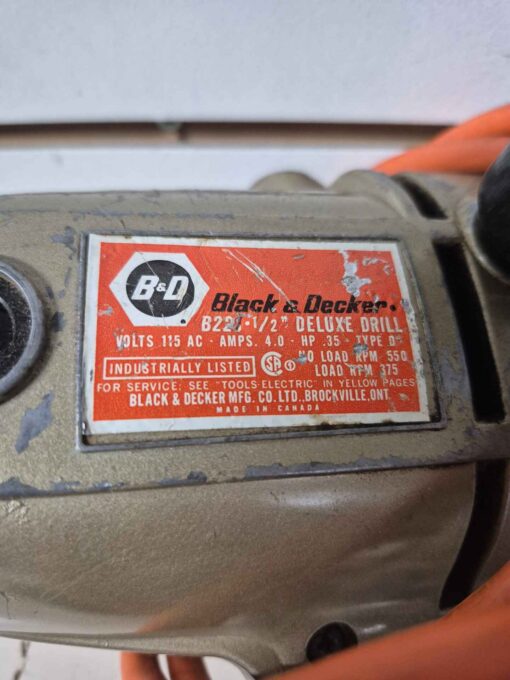 B&D
Black & Decker
1/2" DELUXE DRILL
VOLTS 115 AC · AMPS. 4.0 · HP .35 · TYPE
INDUSTRIALLY LISTED LOAD RPM 550
LOAD RPM 375
FOR SERVICE: SEE "TOOLS-ELECTRIC" IN YELLOW PAGES
BLACK & DECKER MFG. CO. LTD., BROCKVILLE, ONT.
MADE IN CANADA